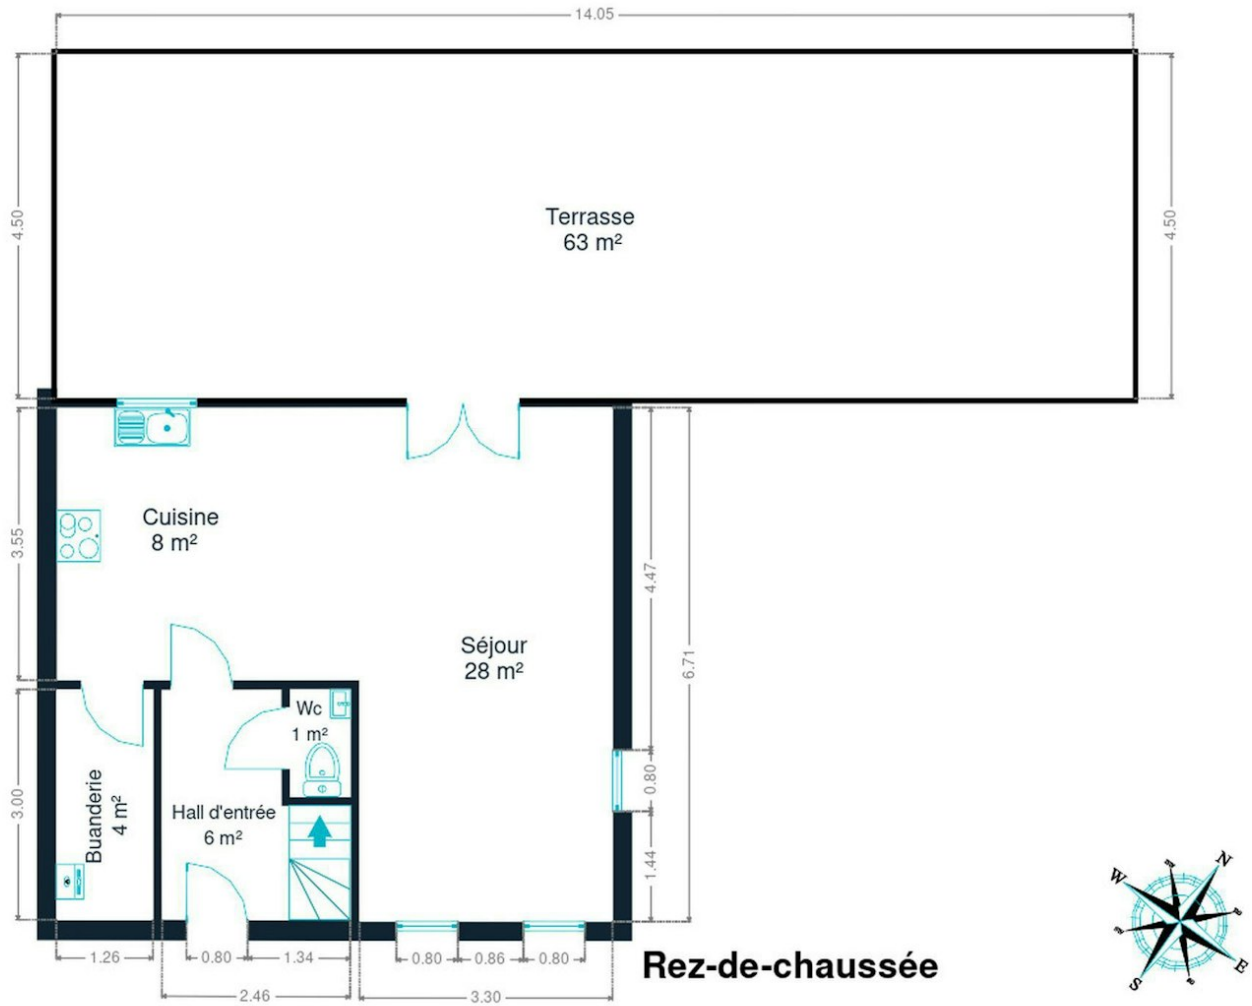 14.05
4.50
Terrasse
63 m²
4.50
Cuisine
8 m²
3.55
4.47
6.71
Séjour
28 m²
Wc
1 m²
0.80
3.00
Buanderie
4 m²
Hall d'entrée
6 m²
1.44
N
W
E
S
1.26
0.80
1.34
0.80
0.86
0.80
2.46
3.30
Rez-de-chaussée